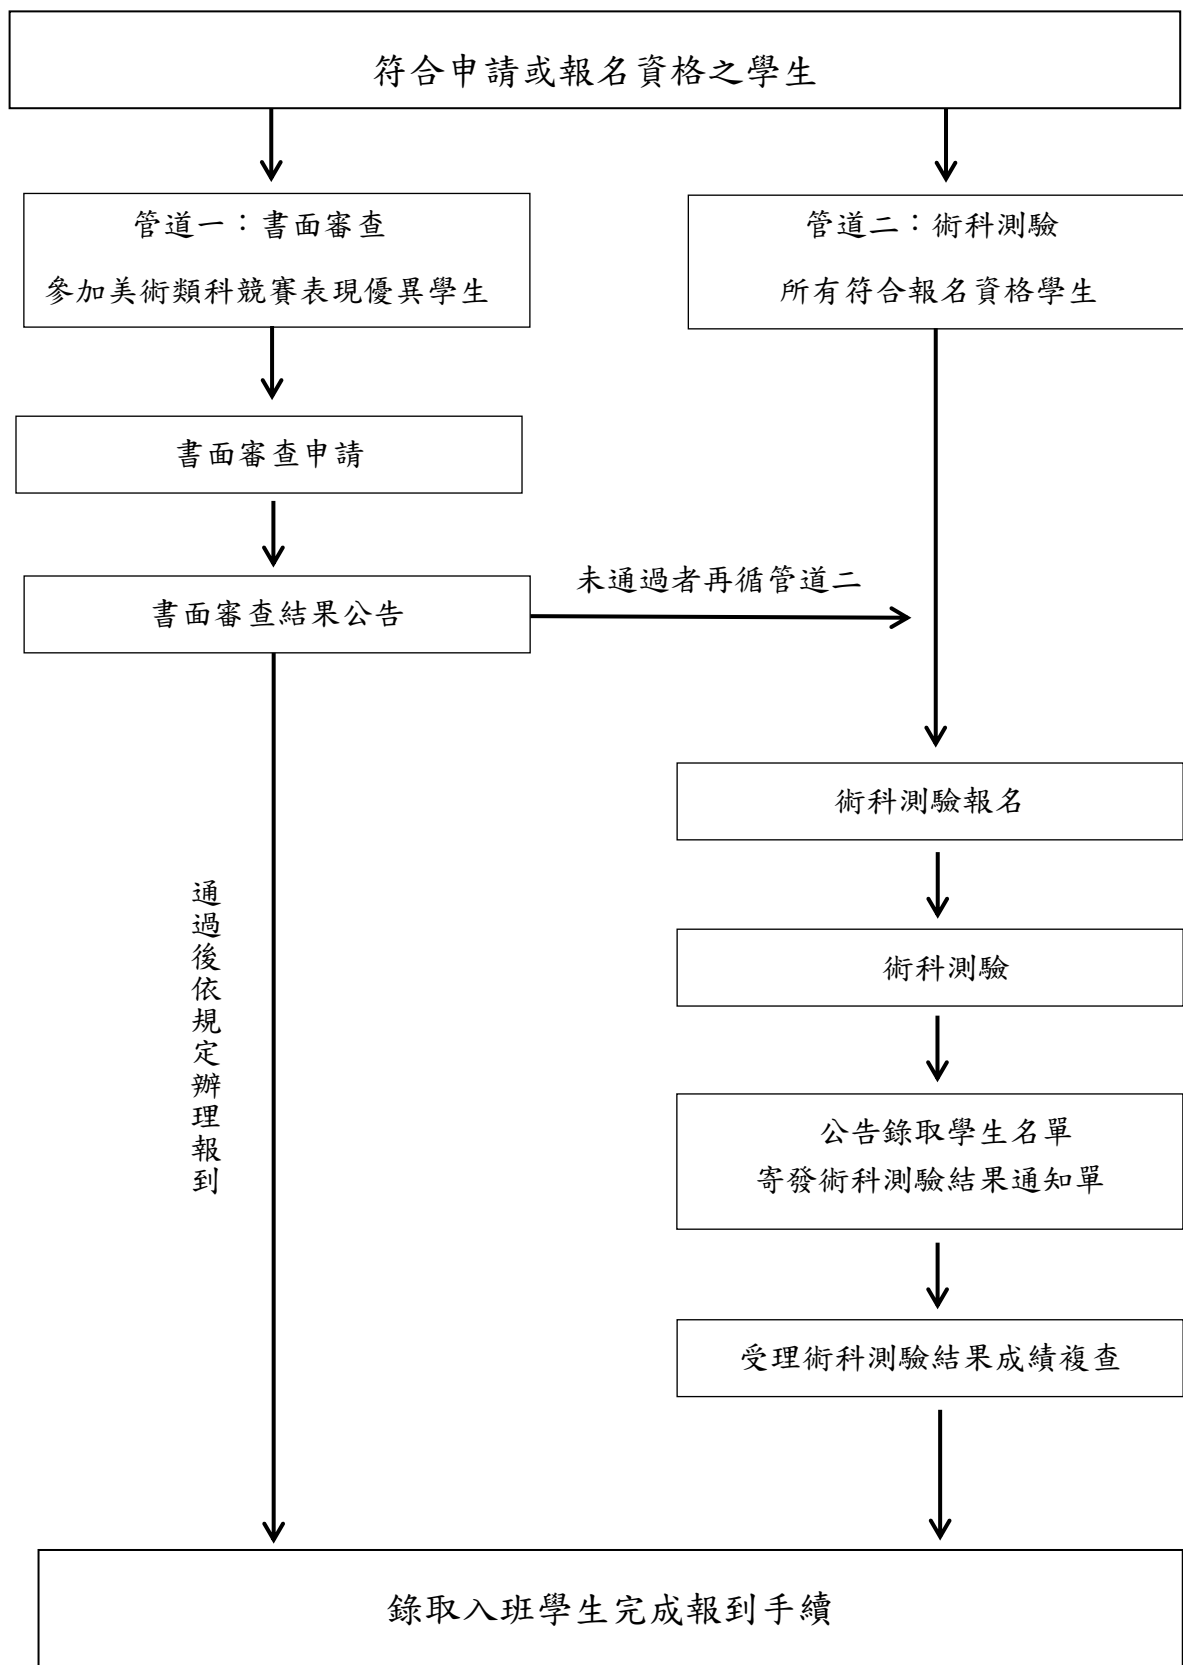 符合申請或報名資格之學生
管道一：書面審查
參加美術類科競賽表現優異學生
管道二：術科測驗
所有符合報名資格學生
書面審查申請
書面審查結果公告
未通過者再循管道二
術科測驗報名
通過後依規定辦理報到
術科測驗
公告錄取學生名單
寄發術科測驗結果通知單
受理術科測驗結果成績複查
錄取入班學生完成報到手續